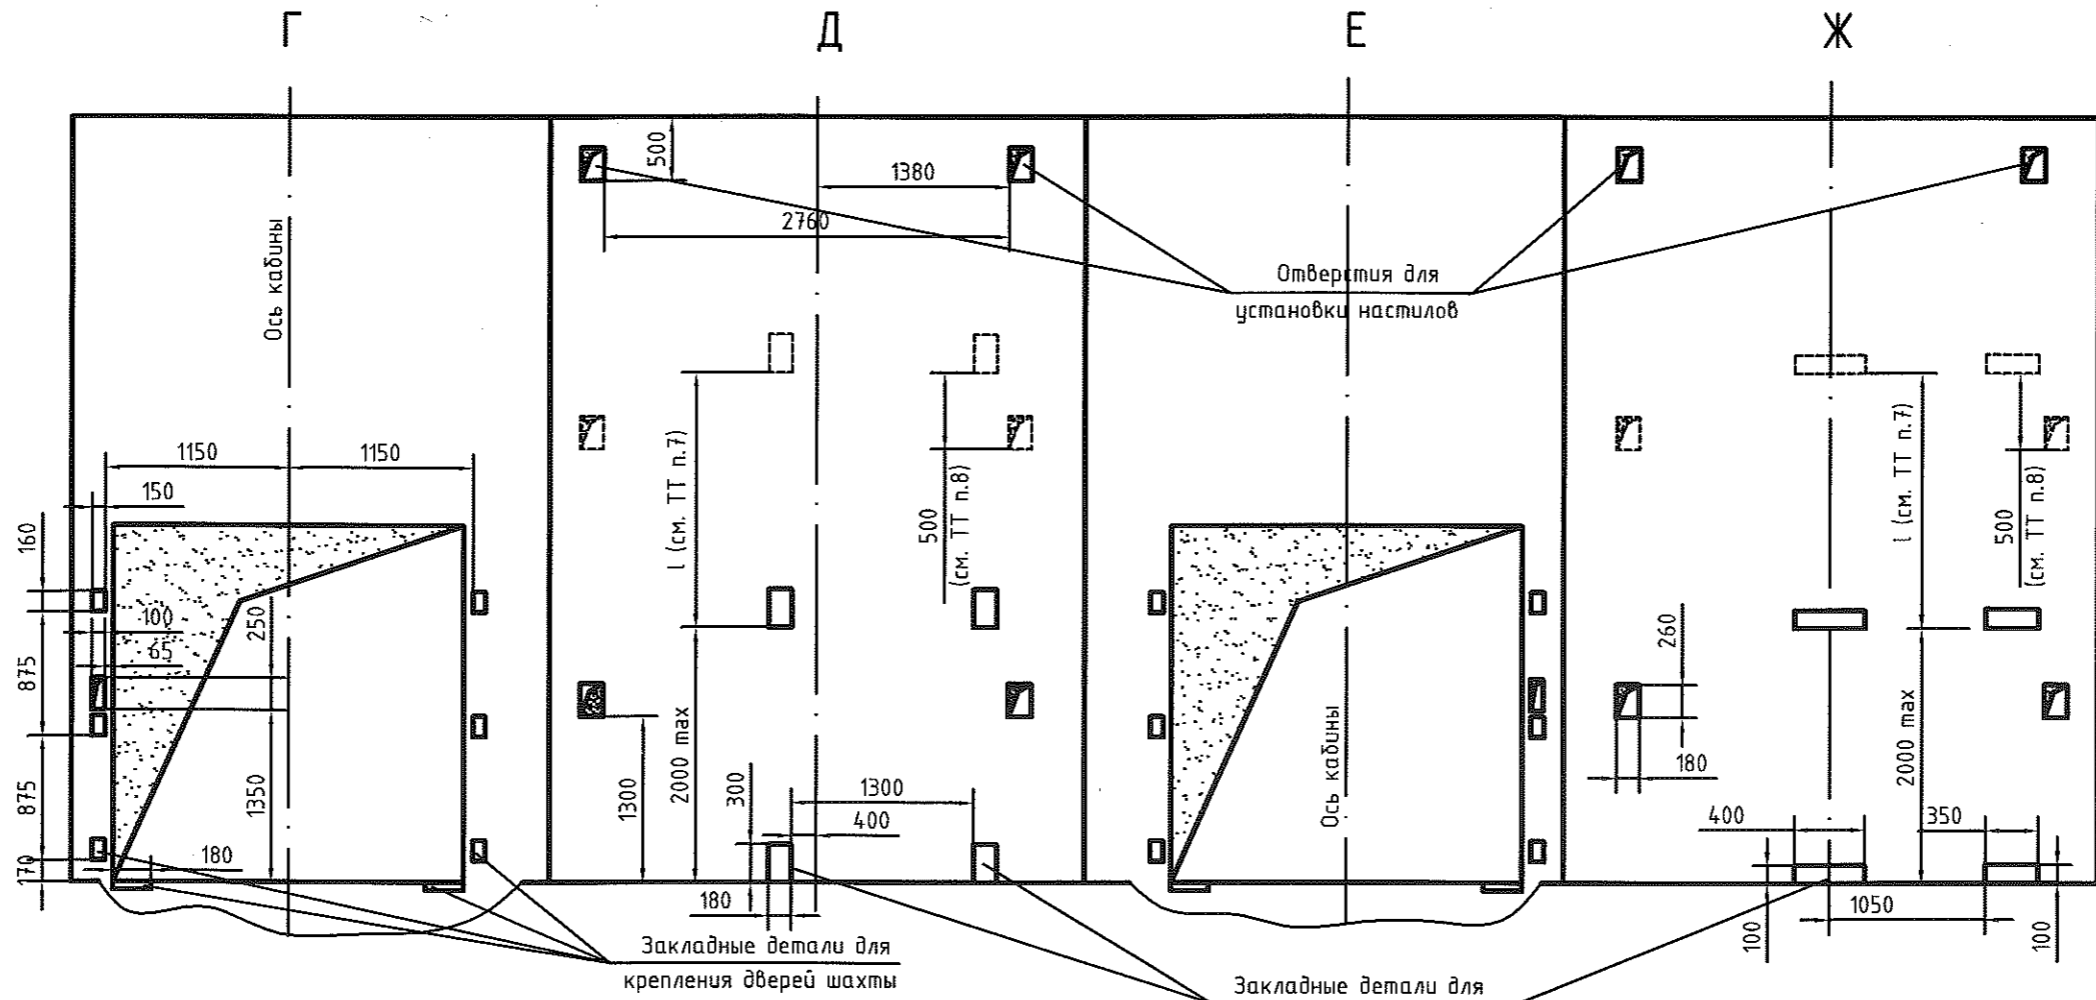 Г
Д
Е
Ж
500
1380
2760
Ось кабины
Отверстия для
установки настилов
1150
1150
150
160
l (см. ТТ п.7)
500
(см. ТТ п.8)
l (см. ТТ п.7)
500
(см. ТТ п.8)
100
250
65
875
260
875
1350
1300
2000 max
300
1300
400
Ось кабины
180
2000 max
400
350
170
180
180
1050
100
100
Закладные детали для
крепления дверей шахты
Закладные детали для